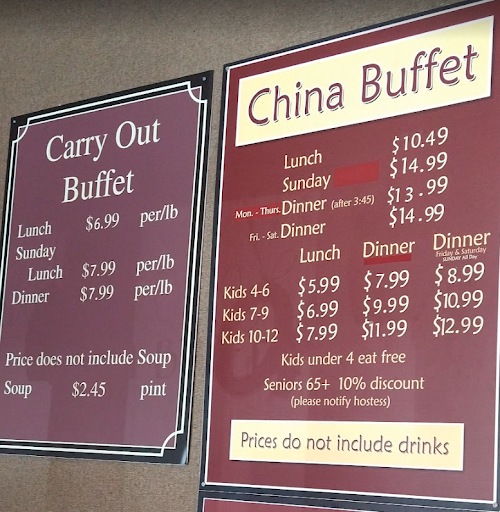 Carry Out
Buffet
Lunch $6.99 per/lb
Sunday
Lunch $7.99 per/lb
Dinner $7.99 per/lb
Price does not include Soup
Soup $2.45 pint
China Buffet
Lunch $10.49
Sunday $14.99
Mon. - Thurs. Dinner (after 3:45) $13.99
Fri. - Sat. Dinner $14.99
Lunch Dinner Dinner
Friday & Saturday
SUNDAY All Day
Kids 4-6 $5.99 $7.99 $8.99
Kids 7-9 $6.99 $9.99 $10.99
Kids 10-12 $7.99 $11.99 $12.99
Kids under 4 eat free
Seniors 65+ 10% discount
(please notify hostess)
Prices do not include drinks